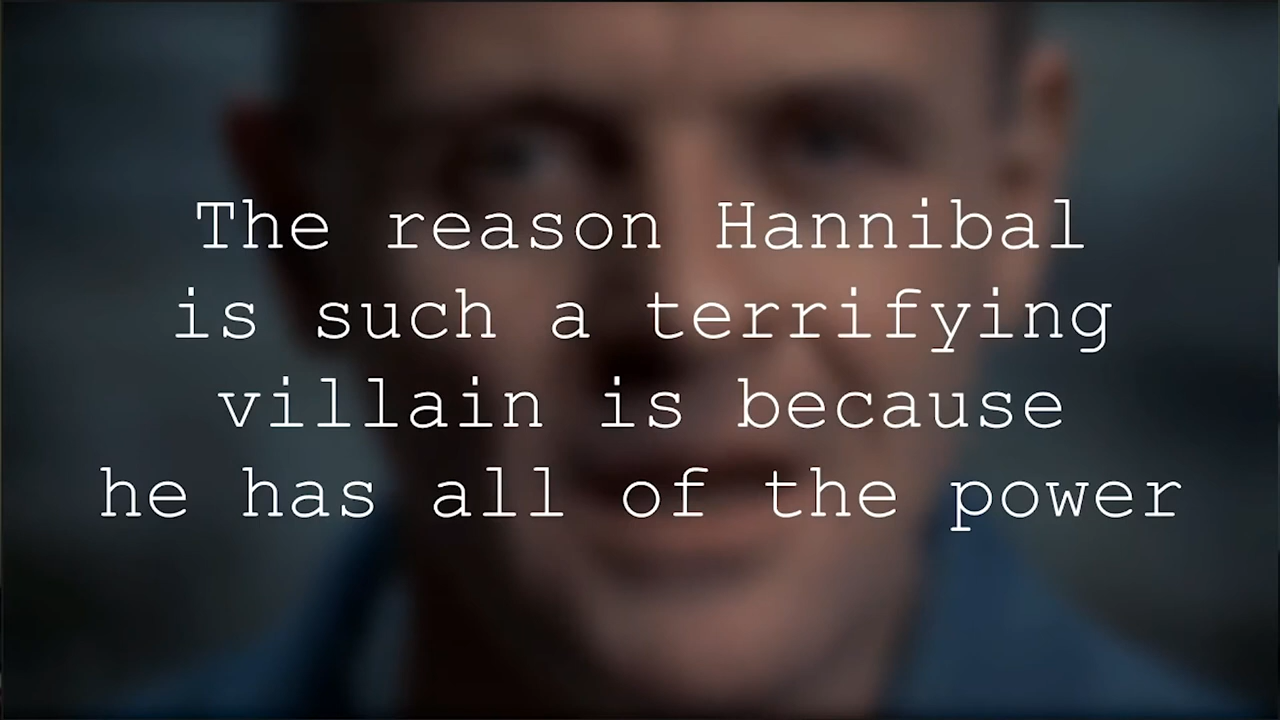 The reason Hannibal
is such a terrifying
villain is because
he has all of the power